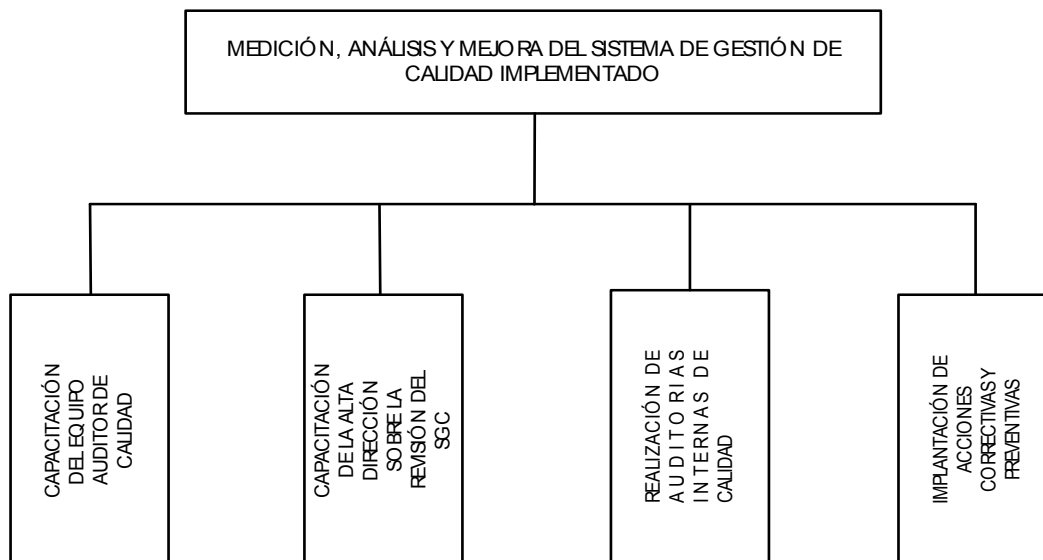 MEDICIÓN, ANÁLISIS Y MEJORA DEL SISTEMA DE GESTIÓN DE
CALIDAD IMPLEMENTADO
CAPACITACIÓN
DEL EQUIPO
AUDITOR DE
CALIDAD
CAPACITACIÓN
DE LA ALTA
DIRECCIÓN
SOBRE LA
REVISIÓN DEL
SGC
REALIZACIÓN DE
AUDITORIAS
INTERNAS DE
CALIDAD
IMPLANTACIÓN DE
ACCIONES
CORRECTIVAS Y
PREVENTIVAS